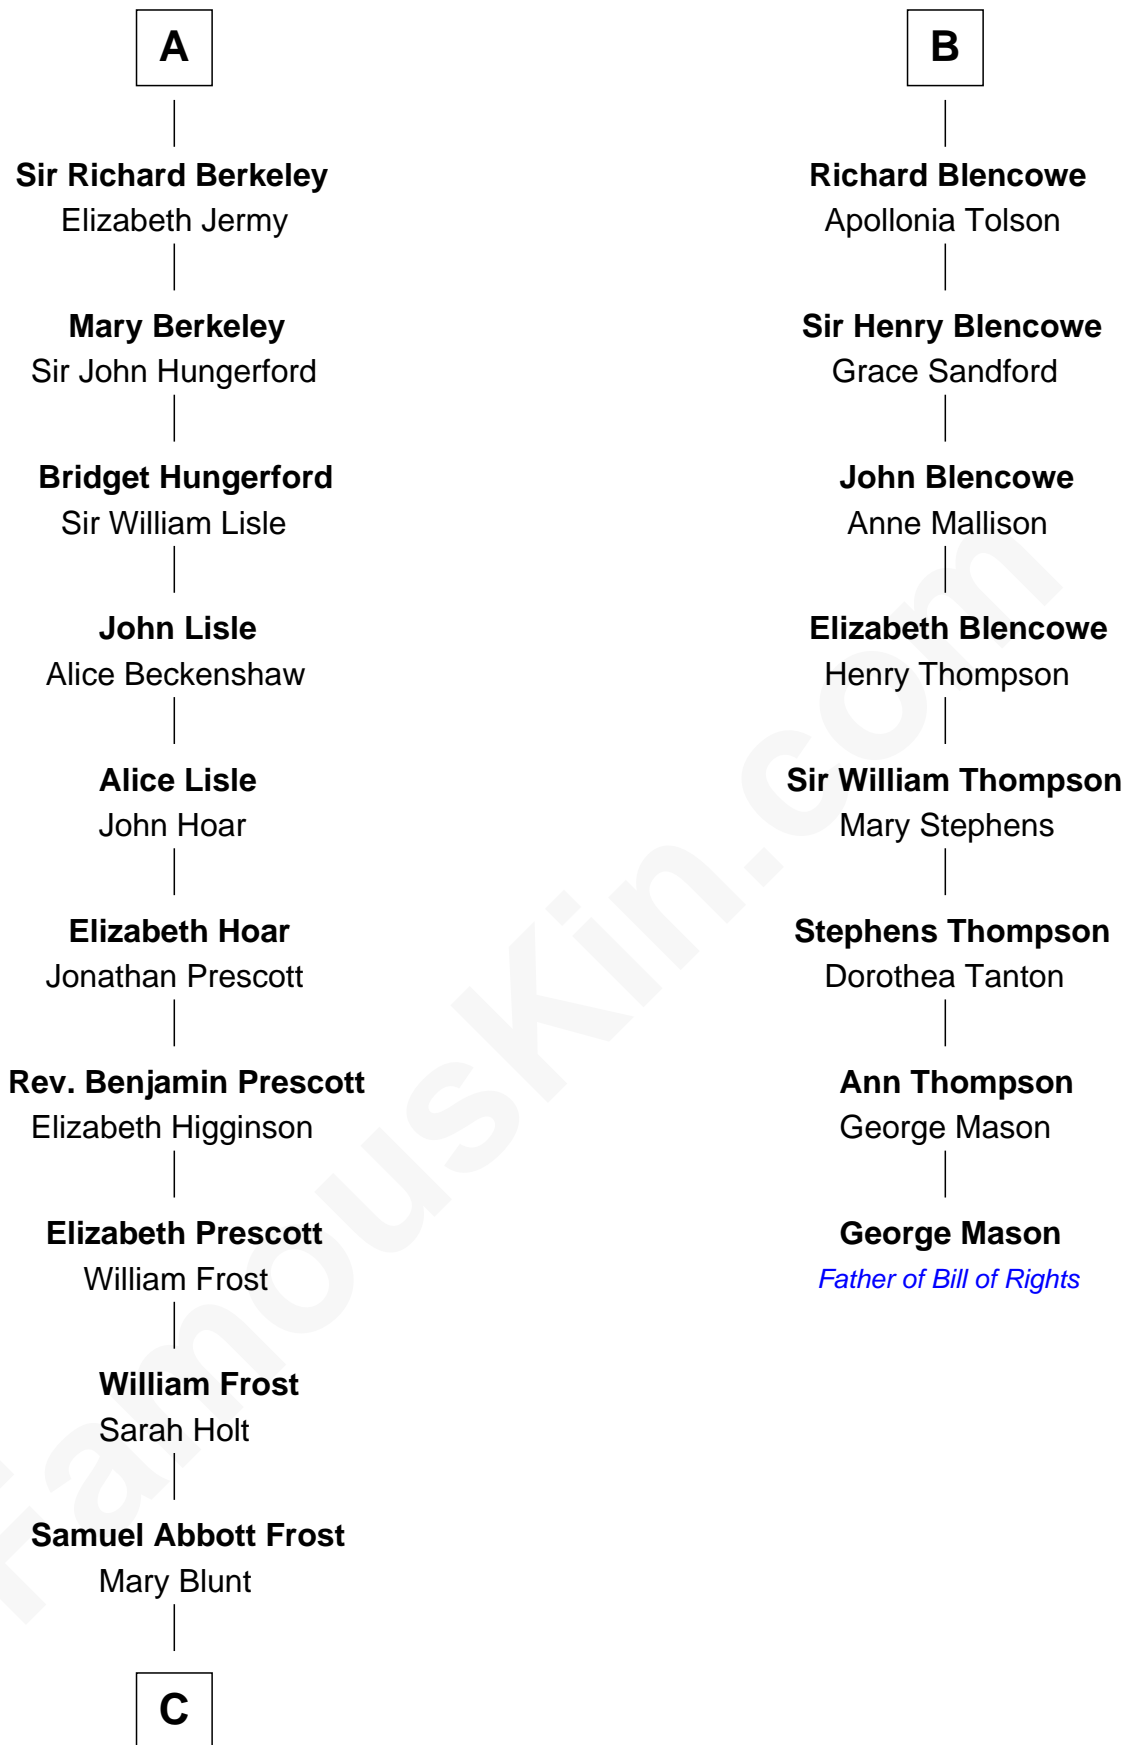 A
Sir Richard Berkeley
Elizabeth Jermy
Mary Berkeley
Sir John Hungerford
Bridget Hungerford
Sir William Lisle
John Lisle
Alice Beckenshaw
Alice Lisle
John Hoar
Elizabeth Hoar
Jonathan Prescott
Rev. Benjamin Prescott
Elizabeth Higginson
Elizabeth Prescott
William Frost
William Frost
Sarah Holt
Samuel Abbott Frost
Mary Blunt
C
B
Richard Blencowe
Apollonia Tolson
Sir Henry Blencowe
Grace Sandford
John Blencowe
Anne Mallison
Elizabeth Blencowe
Henry Thompson
Sir William Thompson
Mary Stephens
Stephens Thompson
Dorothea Tanton
Ann Thompson
George Mason
George Mason
Father of Bill of Rights
FamousKin.com